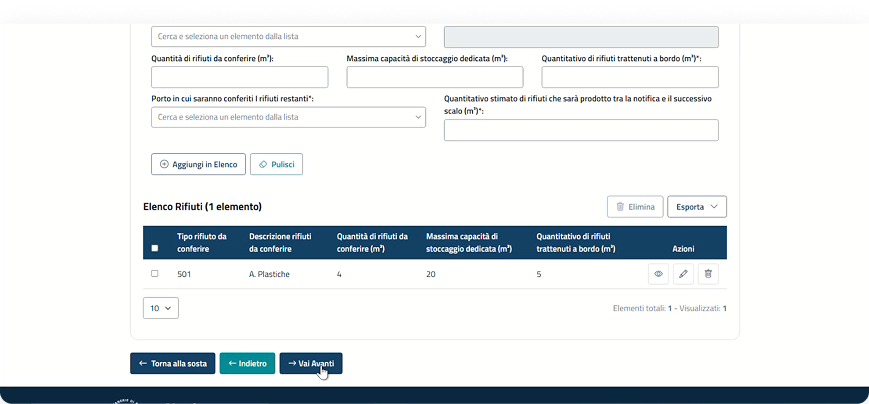 Cerca e seleziona un elemento dalla lista
Quantità di rifiuti da conferire (m³):
Massima capacità di stoccaggio dedicata (m³):
Quantitativo di rifiuti trattenuti a bordo (m³)*:
Porto in cui saranno conferiti I rifiuti restanti*:
Quantitativo stimato di rifiuti che sarà prodotto tra la notifica e il successivo
scalo (m³)*:
Cerca e seleziona un elemento dalla lista
Aggiungi in Elenco
Pulisci
Elenco Rifiuti (1 elemento)
Elimina
Esporta
Tipo rifiuto da
conferire
Descrizione rifiuti
da conferire
Quantità di rifiuti da
conferire (m³)
Massima capacità di
stoccaggio dedicata (m³)
Quantitativo di rifiuti
trattenuti a bordo (m³)
Azioni
501
A. Plastiche
4
20
5
10
Elementi totali: 1 - Visualizzati: 1
Torna alla sosta
Indietro
Vai Avanti